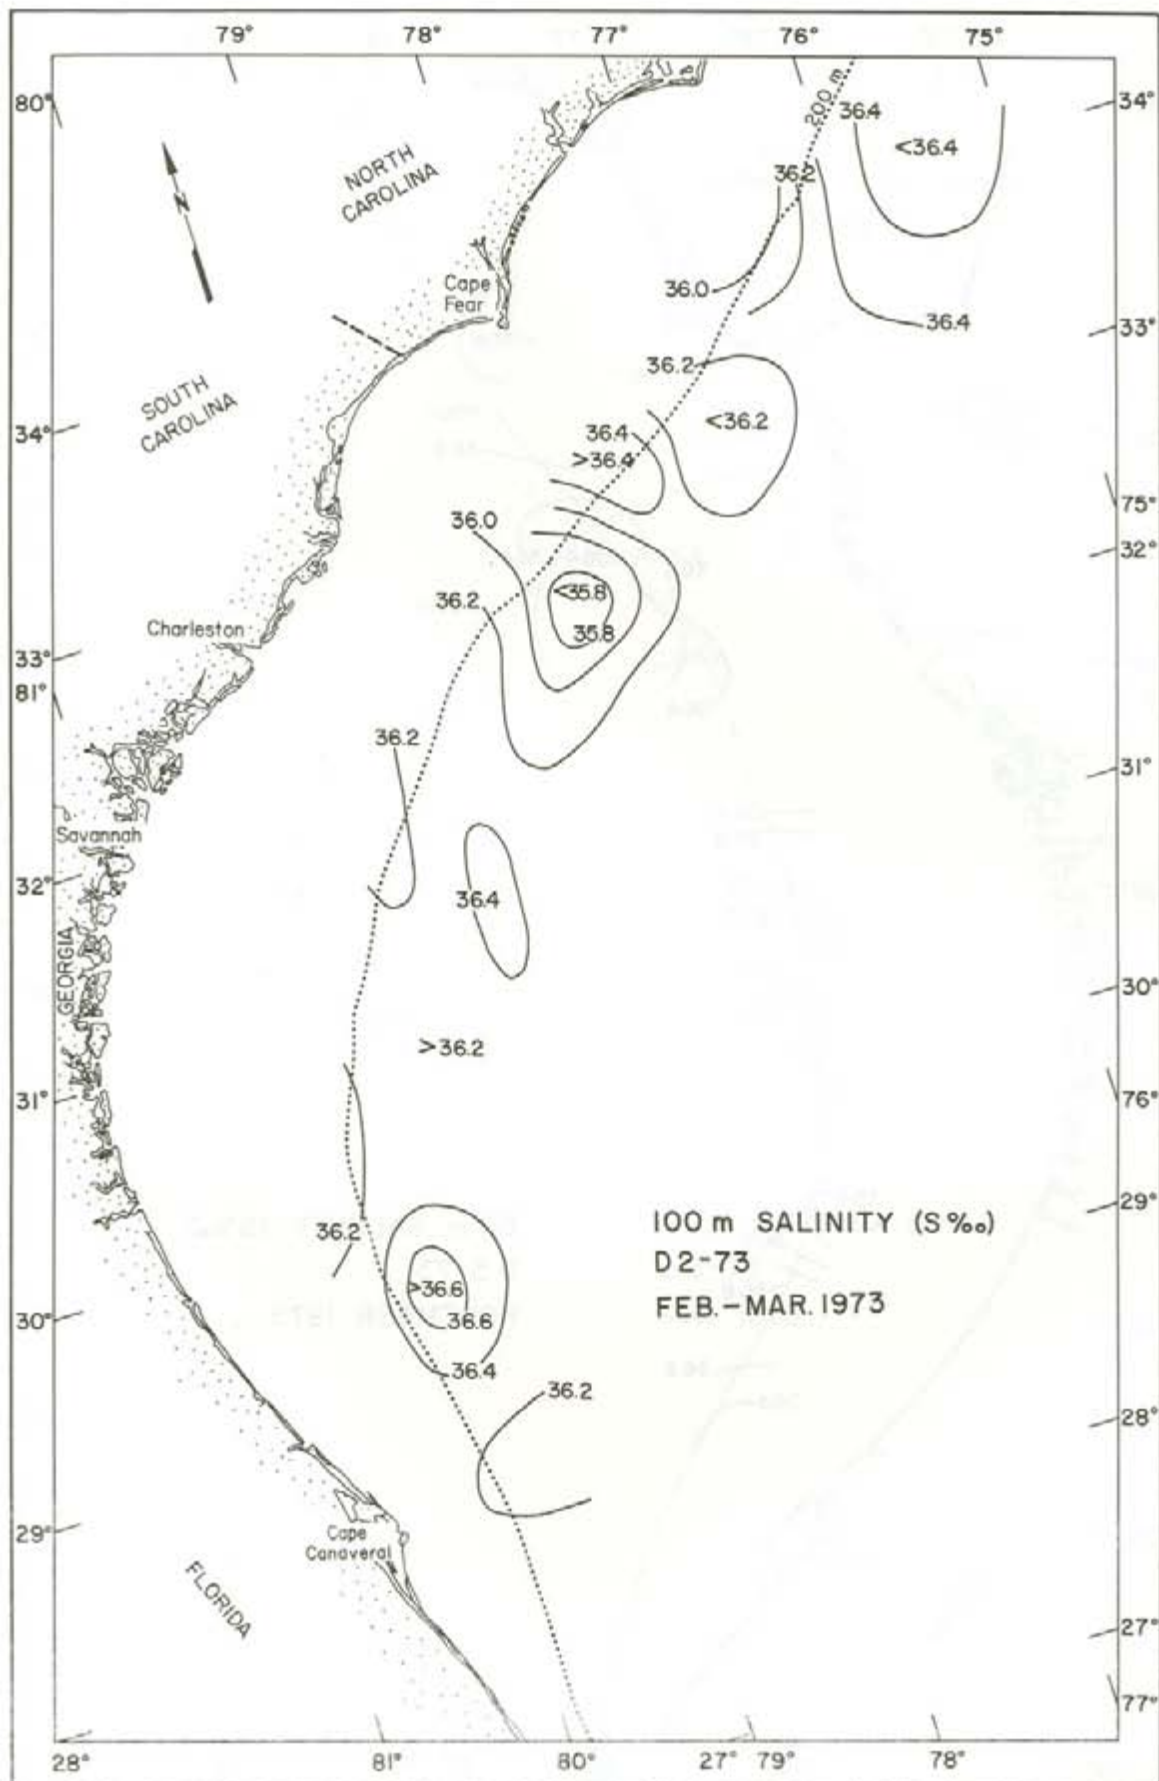 79° 78° 77° 76° 75°
80°
34°
200 m
36.4
<36.4
NORTH
CAROLINA
N
36.2
Cape
Fear
36.0
36.4
33°
SOUTH
CAROLINA
36.2
34°
36.4
>36.4
<36.2
75°
36.0
32°
<35.8
36.2
35.8
Charleston
33°
81°
36.2
31°
Savannah
32°
36.4
GEORGIA
30°
>36.2
31°
76°
29°
36.2
100 m SALINITY (S‰)
D2-73
FEB.-MAR. 1973
>36.6
36.6
30°
36.4
36.2
28°
29°
Cape
Canaveral
FLORIDA
27°
77°
28° 81° 80° 27° 79° 78°